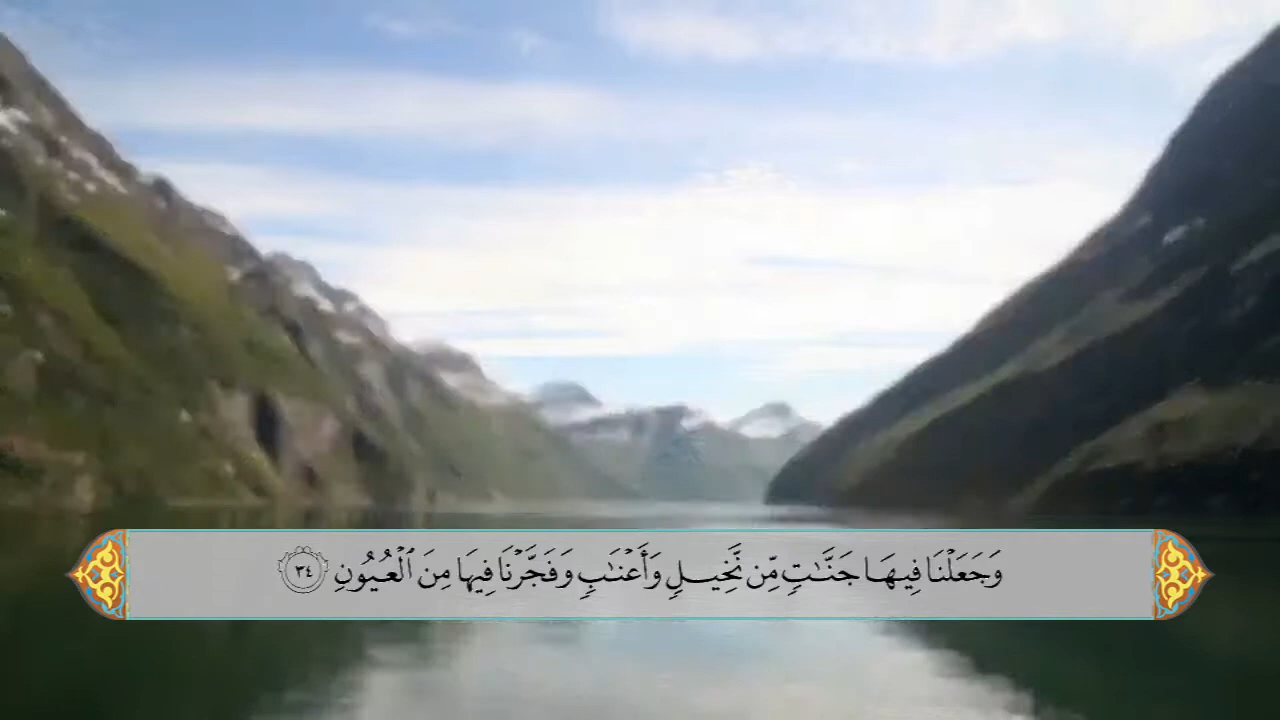 وَجَعَلْنَا فِيهَا جَنَّـٰتٍ مِّن نَّخِيلٍ وَأَعْنَـٰبٍ وَفَجَّرْنَا فِيهَا مِنَ ٱلْعُيُونِ ٣٤